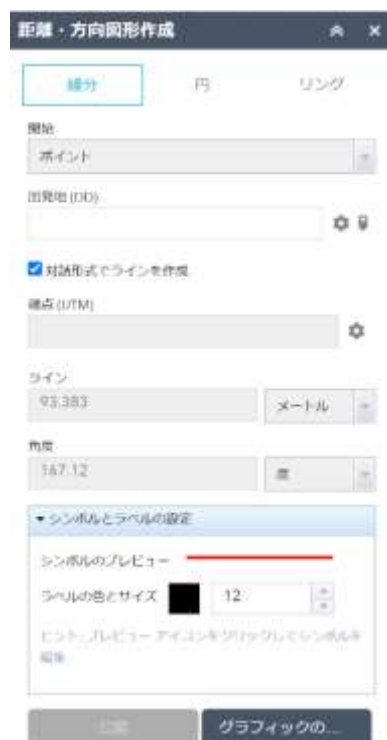 距離・方向図形作成
線分 円 リング
開始
ポイント
出発地 (DD)
対話形式でラインを作成
端点 (UTM)
ライン
93.383 メートル
角度
167.12 度
シンボルとラベルの設定
シンボルのプレビュー
ラベルの色とサイズ 12
ヒント: プレビュー アイコンをクリックしてシンボルを
編集
グラフィックの...